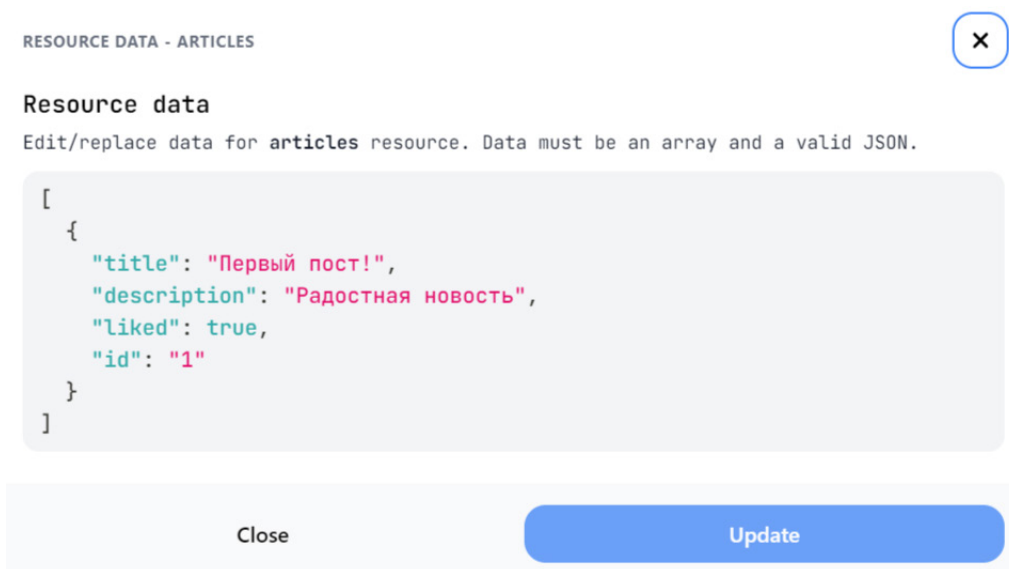 RESOURCE DATA - ARTICLES
Resource data
Edit/replace data for articles resource. Data must be an array and a valid JSON.
[
  {
    "title": "Первый пост!",
    "description": "Радостная новость",
    "liked": true,
    "id": "1"
  }
]
Close
Update